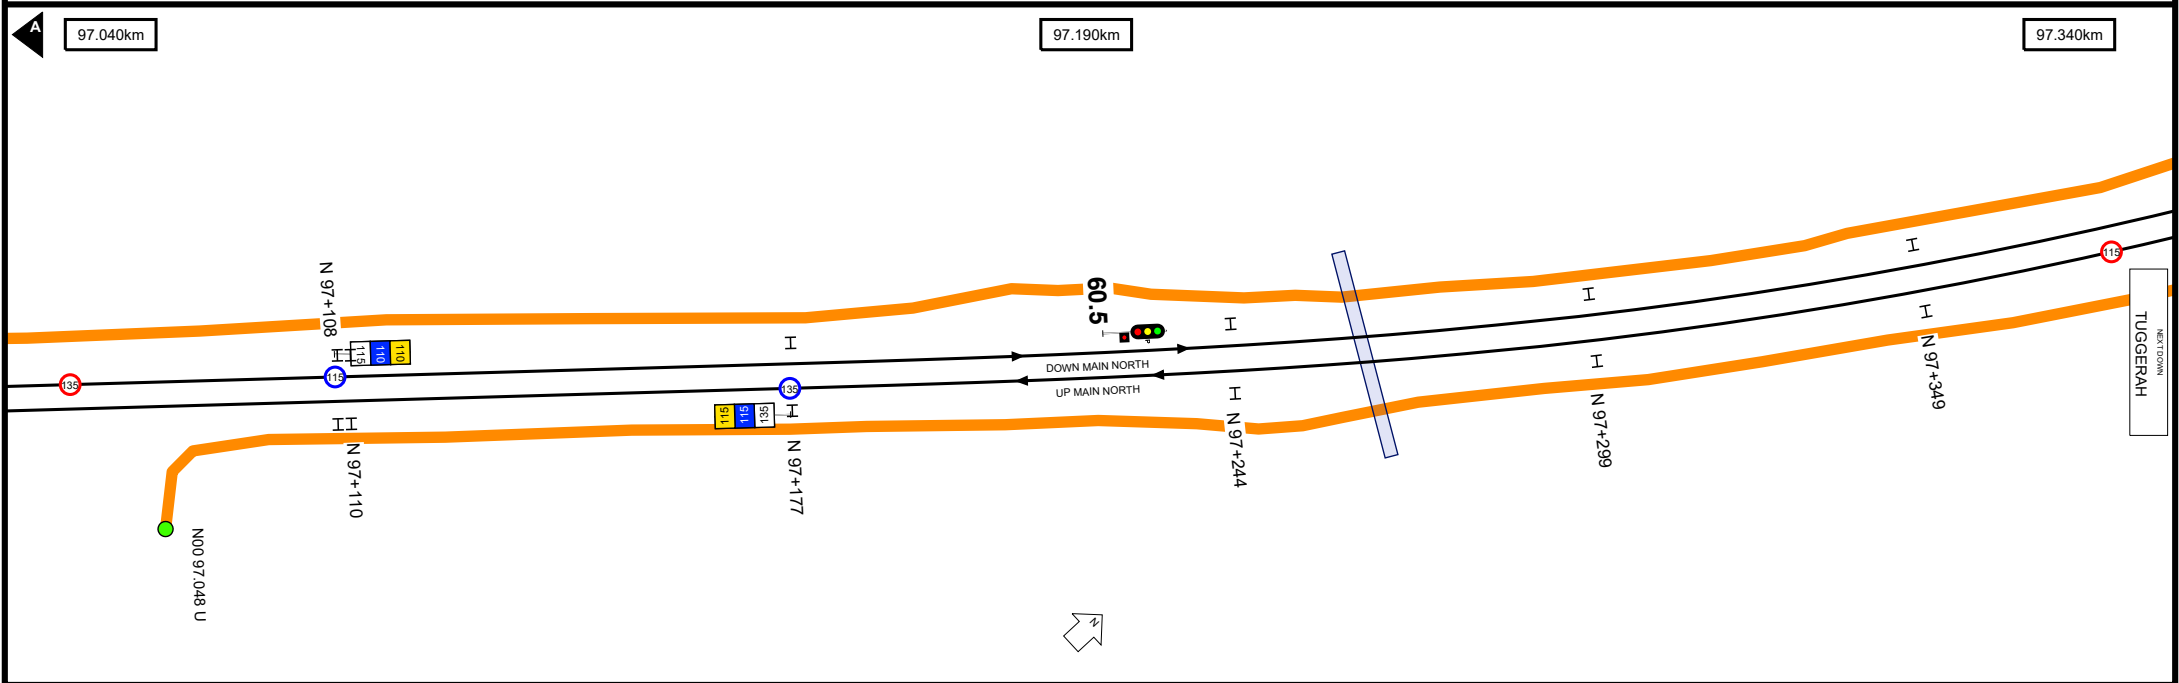 A
97.040km
97.190km
97.340km
N 97+108
115
110
110
135
115
60.5
P
DOWN MAIN NORTH
UP MAIN NORTH
135
115
115
115
135
N 97+110
N 97+177
N 97+244
N 97+299
N 97+349
NEXT DOWN
TUGGERAH
N00 97.048 U
N